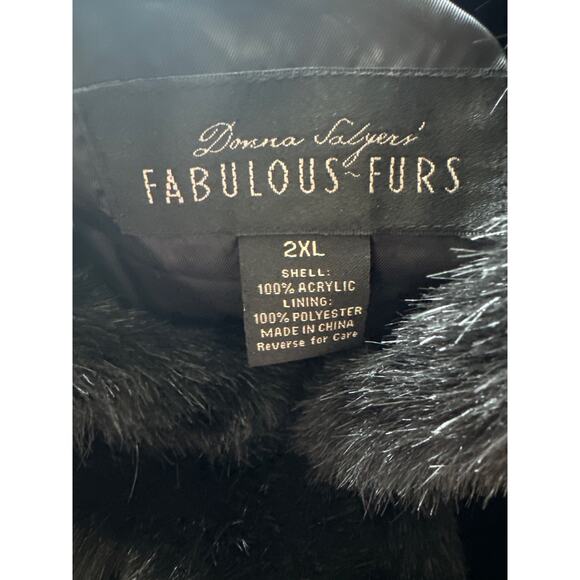 Donna Salyers'
FABULOUS~FURS
2XL
SHELL:
100% ACRYLIC
LINING:
100% POLYESTER
MADE IN CHINA
Reverse for Care